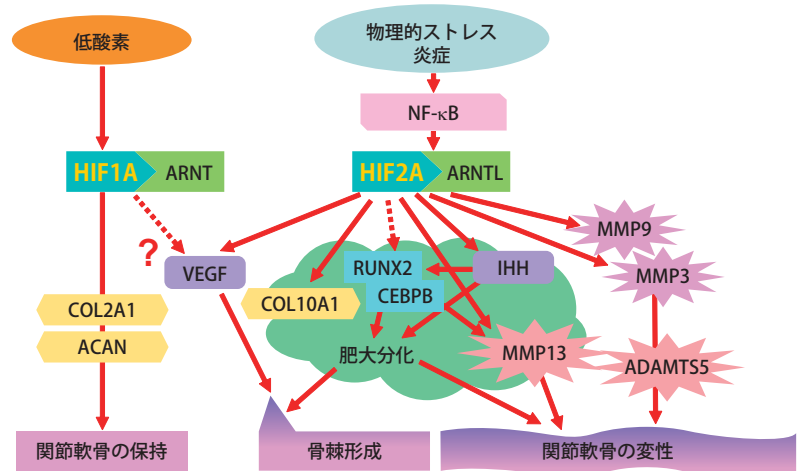 低酸素
物理的ストレス
炎症
NF-κB
HIF1A
ARNT
HIF2A
ARNTL
MMP9
?
VEGF
RUNX2
IHH
MMP3
CEBPB
COL2A1
COL10A1
ACAN
肥大分化
MMP13
ADAMTS5
関節軟骨の保持
骨棘形成
関節軟骨の変性